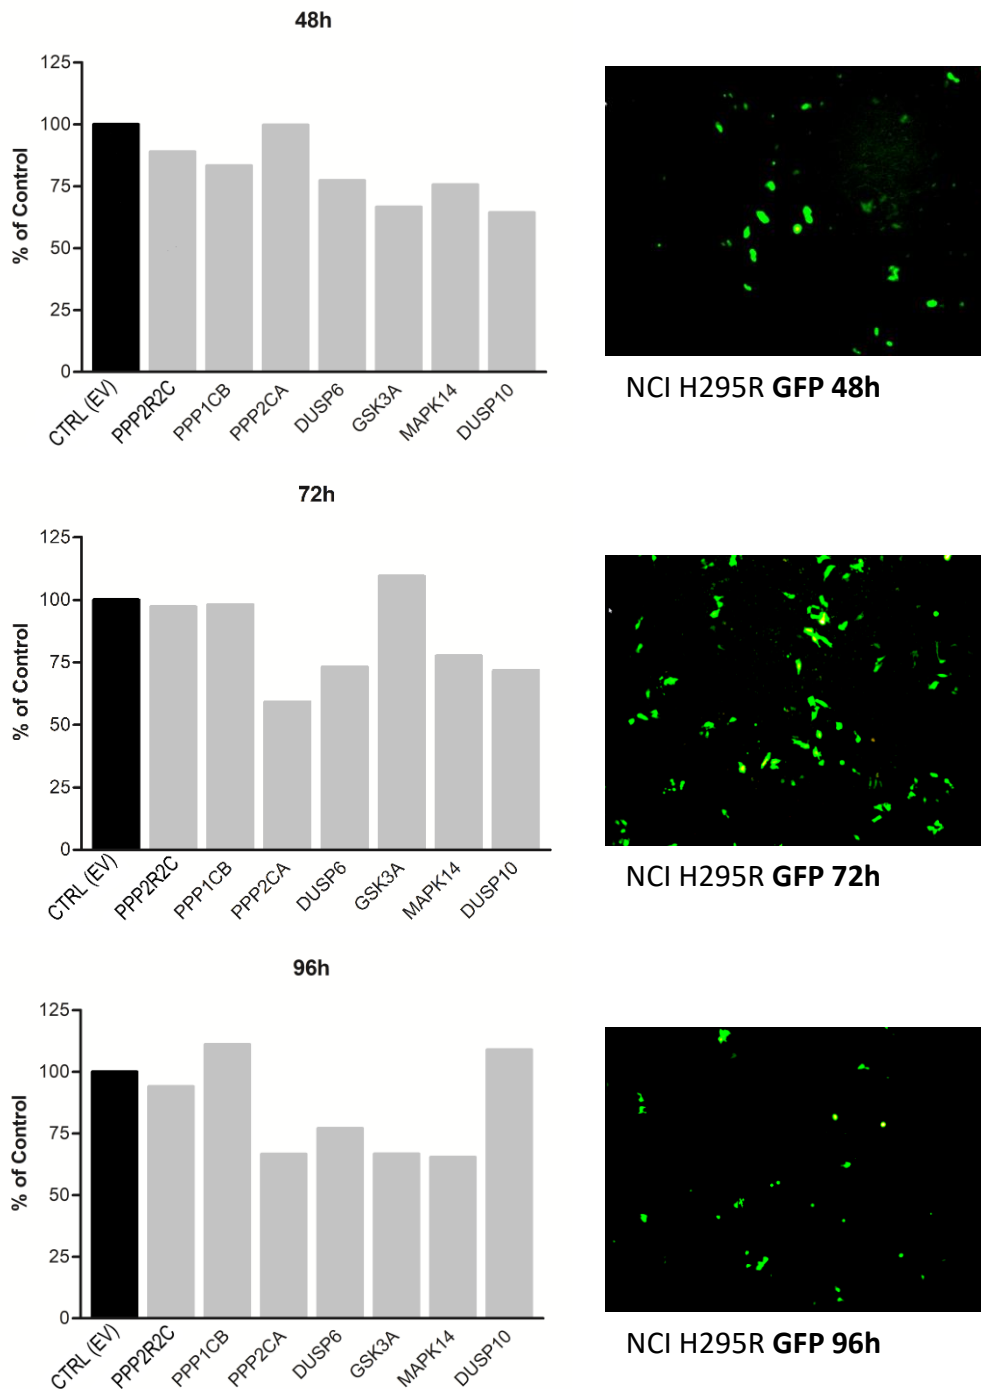 48h
125
100
75
50
25
0
% of Control
CTRL (EV)
PPP2R2C
PPP1CB
PPP2CA
DUSP6
GSK3A
MAPK14
DUSP10
NCI H295R GFP 48h
72h
125
100
75
50
25
0
% of Control
CTRL (EV)
PPP2R2C
PPP1CB
PPP2CA
DUSP6
GSK3A
MAPK14
DUSP10
NCI H295R GFP 72h
96h
125
100
75
50
25
0
% of Control
CTRL (EV)
PPP2R2C
PPP1CB
PPP2CA
DUSP6
GSK3A
MAPK14
DUSP10
NCI H295R GFP 96h